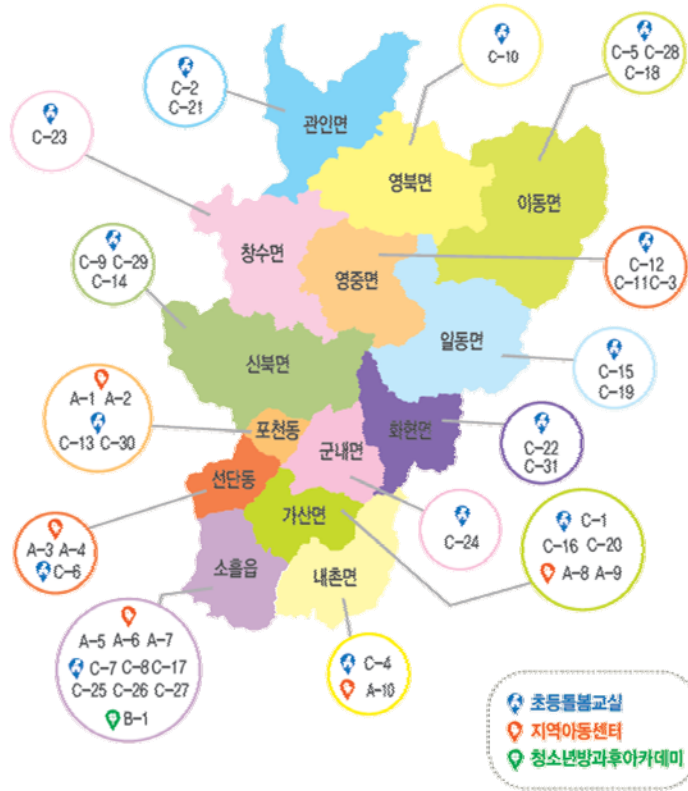 C-10
C-5 C-28
C-18
C-2
C-21
관인면
C-23
영북면
이동면
창수면
C-9 C-29
C-14
영중면
C-12
C-11C-3
일동면
신북면
C-15
C-19
A-1 A-2
C-13 C-30
포천동
군내면
화현면
C-22
C-31
선단동
가산면
A-3 A-4
C-6
C-24
C-1
C-16 C-20
A-8 A-9
소흘읍
내촌면
A-5 A-6 A-7
C-7 C-8 C-17
C-25 C-26 C-27
B-1
C-4
A-10
초등돌봄교실
지역아동센터
청소년방과후아카데미